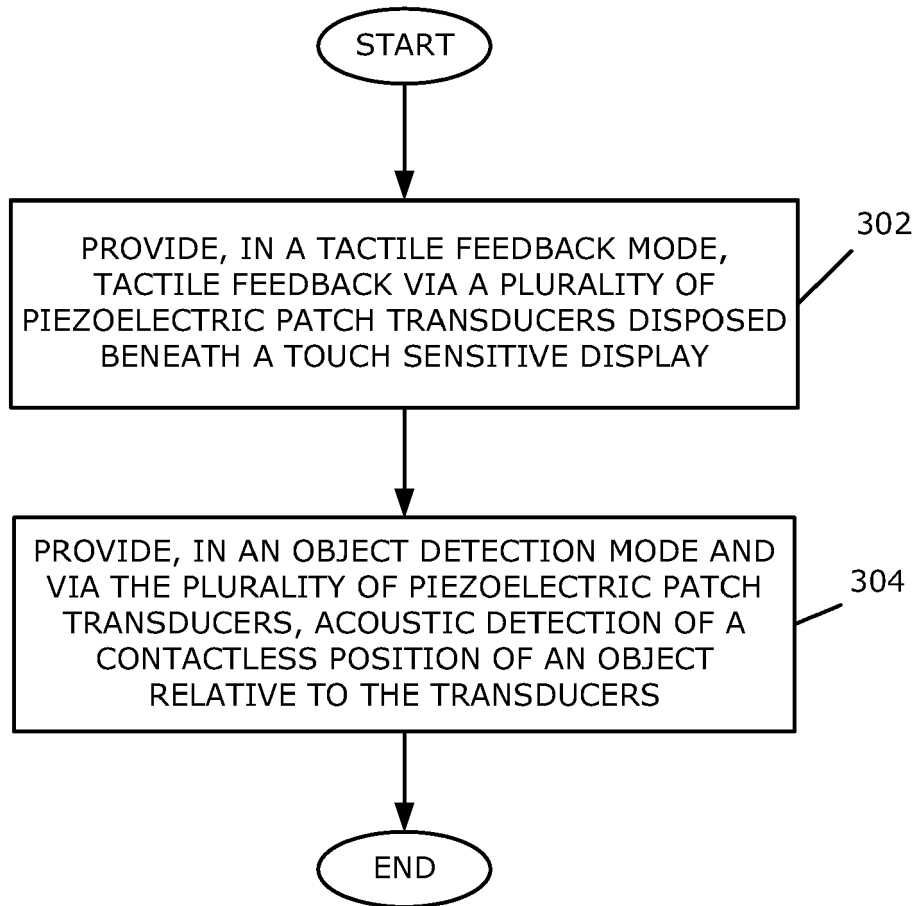 START
PROVIDE, IN A TACTILE FEEDBACK MODE,
TACTILE FEEDBACK VIA A PLURALITY OF
PIEZOELECTRIC PATCH TRANSDUCERS DISPOSED
BENEATH A TOUCH SENSITIVE DISPLAY
302
PROVIDE, IN AN OBJECT DETECTION MODE AND
VIA THE PLURALITY OF PIEZOELECTRIC PATCH
TRANSDUCERS, ACOUSTIC DETECTION OF A
CONTACTLESS POSITION OF AN OBJECT
RELATIVE TO THE TRANSDUCERS
304
END